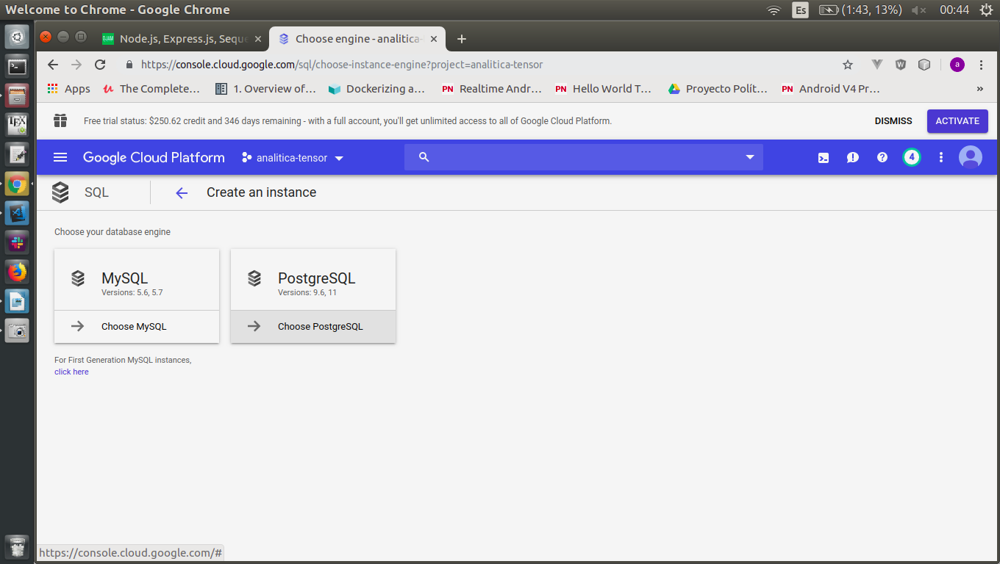 Welcome to Chrome - Google Chrome
Es
(1:43, 13%)
00:44
Node.js, Express.js, Seque
Choose engine - analitica-
https://console.cloud.google.com/sql/choose-instance-engine?project=analitica-tensor
a
Apps
The Complete…
1. Overview of…
Dockerizing a…
PN Realtime Andr…
PN Hello World T…
Proyecto Polít…
PN Android V4 Pr…
»
Free trial status: $250.62 credit and 346 days remaining - with a full account, you'll get unlimited access to all of Google Cloud Platform.
DISMISS
ACTIVATE
Google Cloud Platform
analitica-tensor
4
SQL
Create an instance
Choose your database engine
MySQL
Versions: 5.6, 5.7
Choose MySQL
PostgreSQL
Versions: 9.6, 11
Choose PostgreSQL
For First Generation MySQL instances,
click here
https://console.cloud.google.com/#